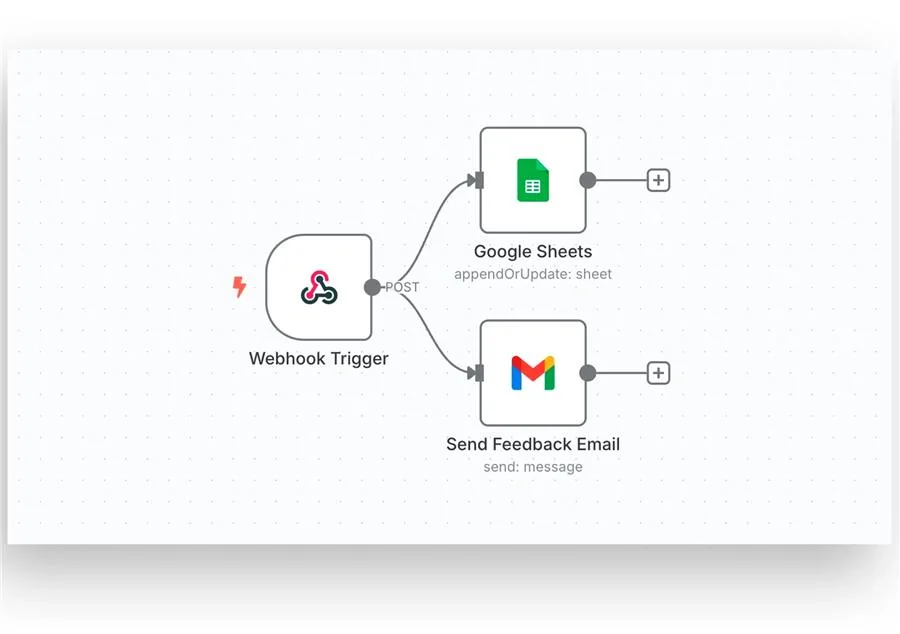 Google Sheets
appendOrUpdate: sheet
POST
Webhook Trigger
Send Feedback Email
send: message